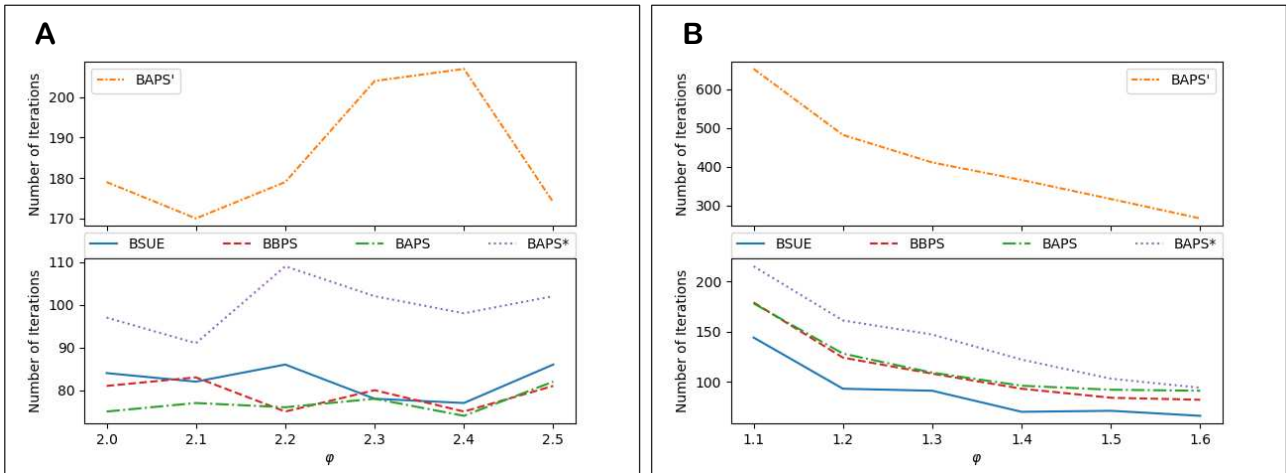 A
Number of Iterations
200
190
180
170
BAPS'
BSUE BBPS BAPS BAPS*
Number of Iterations
110
100
90
80
2.0 2.1 2.2 2.3 2.4 2.5
φ
B
Number of Iterations
600
500
400
300
BAPS'
BSUE BBPS BAPS BAPS*
Number of Iterations
200
150
100
1.1 1.2 1.3 1.4 1.5 1.6
φ